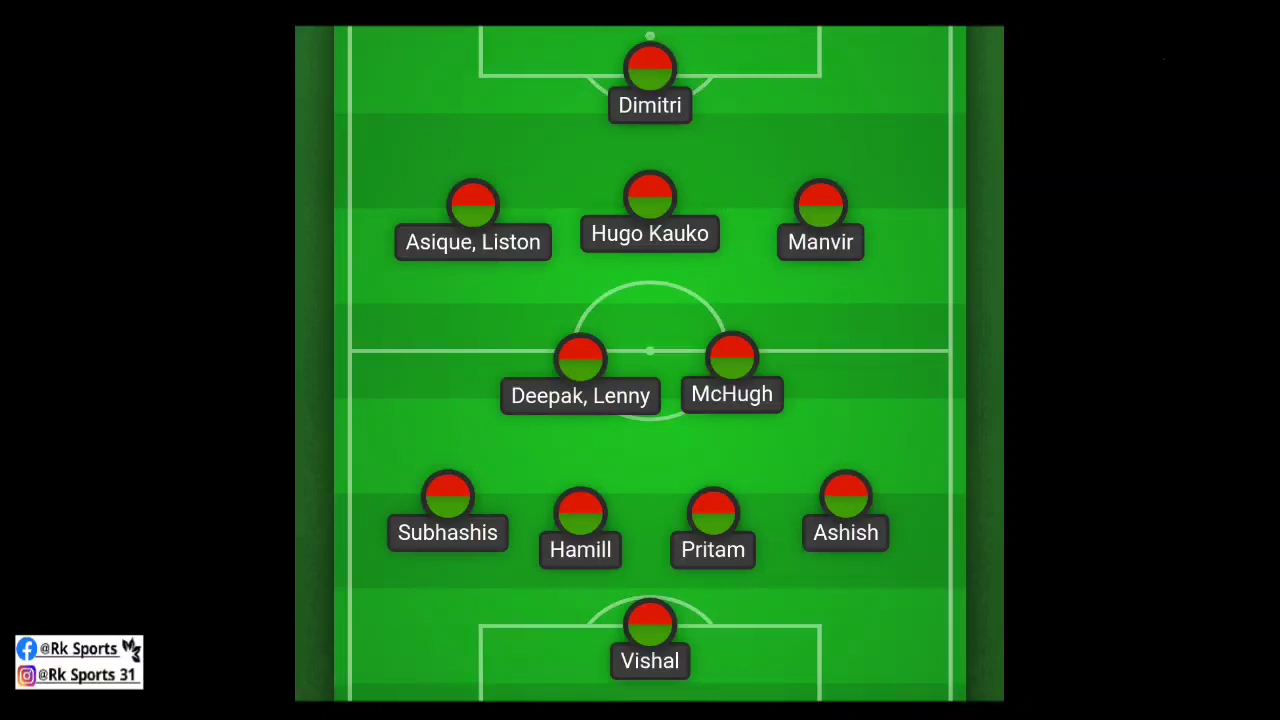 Dimitri
Asique, Liston
Hugo Kauko
Manvir
Deepak, Lenny
McHugh
Subhashis
Hamill
Pritam
Ashish
Vishal
@Rk Sports
@Rk Sports 31